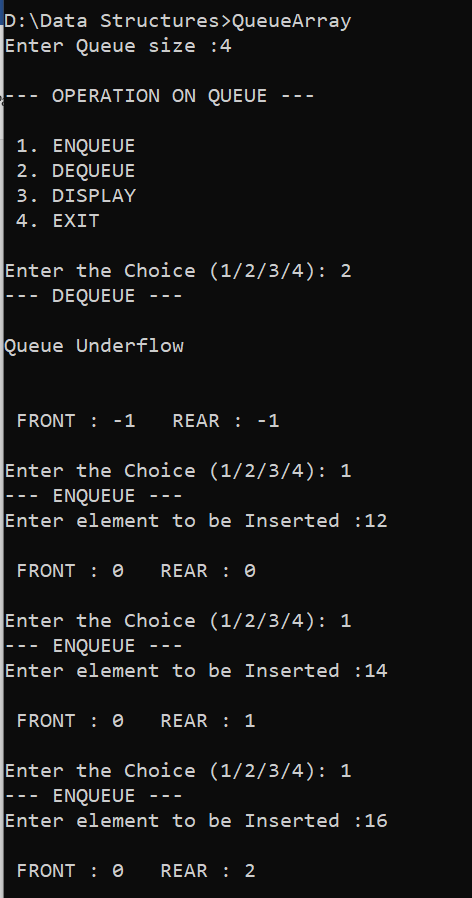 D:\Data Structures>QueueArray
Enter Queue size :4
--- OPERATION ON QUEUE ---
1. ENQUEUE
2. DEQUEUE
3. DISPLAY
4. EXIT
Enter the Choice (1/2/3/4): 2
--- DEQUEUE ---
Queue Underflow
FRONT : -1   REAR : -1
Enter the Choice (1/2/3/4): 1
--- ENQUEUE ---
Enter element to be Inserted :12
FRONT : 0   REAR : 0
Enter the Choice (1/2/3/4): 1
--- ENQUEUE ---
Enter element to be Inserted :14
FRONT : 0   REAR : 1
Enter the Choice (1/2/3/4): 1
--- ENQUEUE ---
Enter element to be Inserted :16
FRONT : 0   REAR : 2